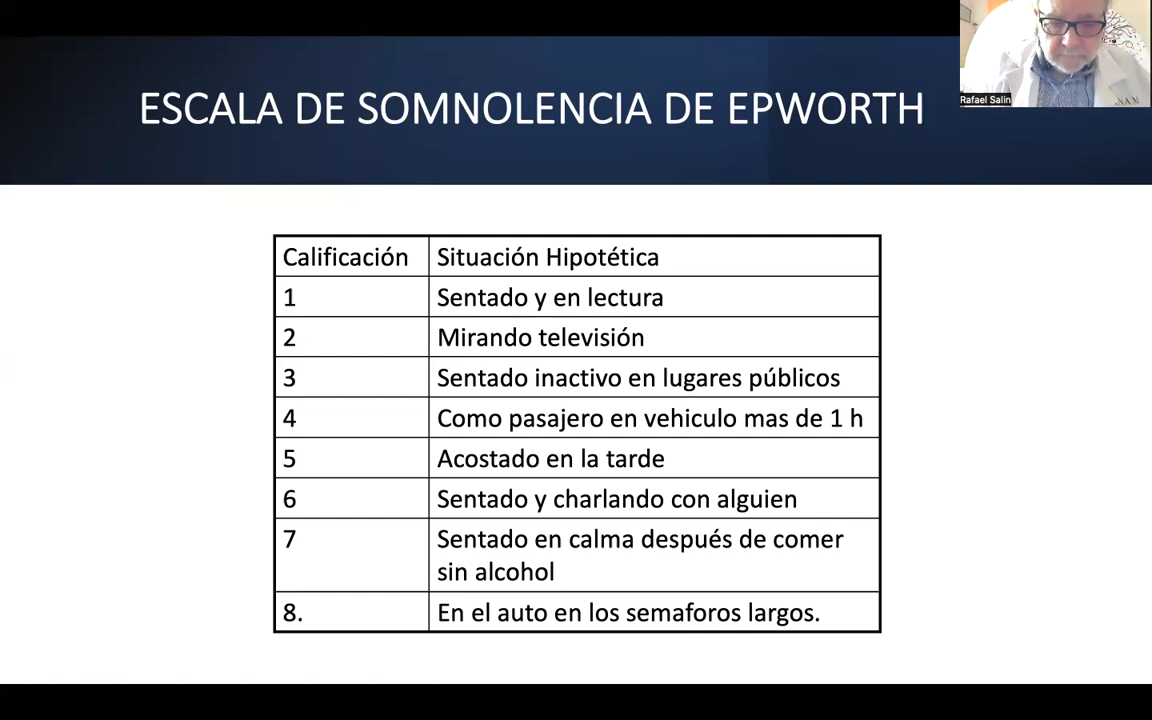 ESCALA DE SOMNOLENCIA DE EPWORTH
Rafael Salin
Calificación Situación Hipotética
1 Sentado y en lectura
2 Mirando televisión
3 Sentado inactivo en lugares públicos
4 Como pasajero en vehiculo mas de 1 h
5 Acostado en la tarde
6 Sentado y charlando con alguien
7 Sentado en calma después de comer
sin alcohol
8. En el auto en los semaforos largos.